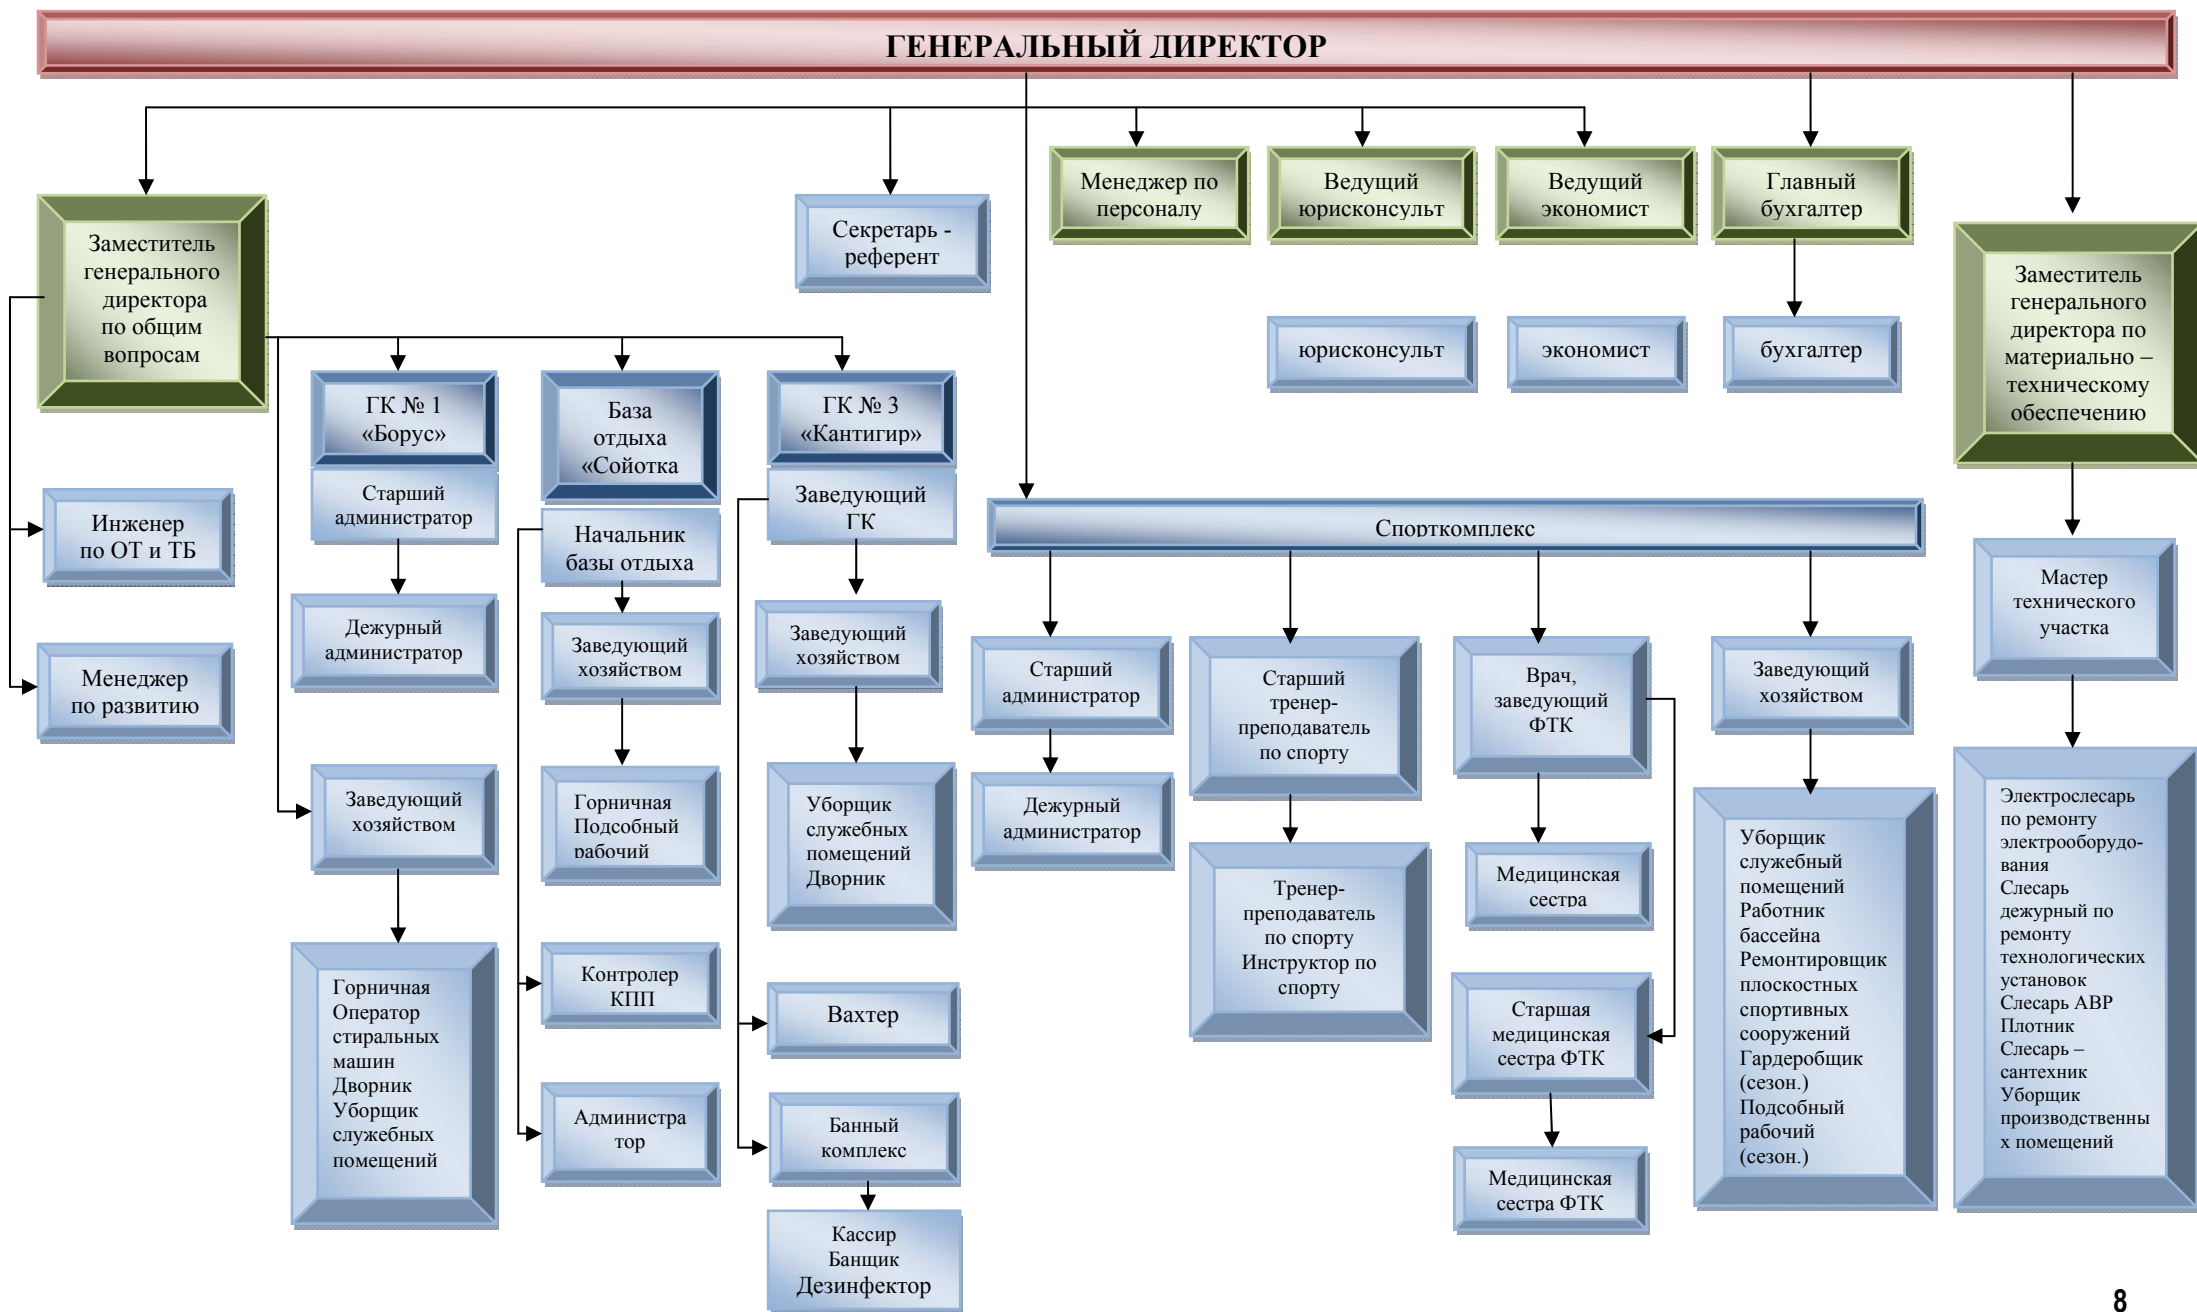 ГЕНЕРАЛЬНЫЙ ДИРЕКТОР
Заместитель
генерального
директора
по общим
вопросам
Секретарь -
референт
Менеджер по
персоналу
Ведущий
юрисконсульт
Ведущий
экономист
Главный
бухгалтер
Заместитель
генерального
директора по
материально –
техническому
обеспечению
юрисконсульт
экономист
бухгалтер
Инженер
по ОТ и ТБ
Менеджер
по развитию
ГК № 1
«Борус»
Старший
администратор
Дежурный
администратор
Заведующий
хозяйством
Горничная
Оператор
стиральных
машин
Дворник
Уборщик
служебных
помещений
База
отдыха
«Сойотка
Начальник
базы отдыха
Заведующий
хозяйством
Горничная
Подсобный
рабочий
Контролер
КПП
Администра
тор
ГК № 3
«Кантигир»
Заведующий
ГК
Заведующий
хозяйством
Уборщик
служебных
помещений
Дворник
Вахтер
Банный
комплекс
Кассир
Банщик
Дезинфектор
Спорткомплекс
Старший
администратор
Дежурный
администратор
Старший
тренер-
преподаватель
по спорту
Тренер-
преподаватель
по спорту
Инструктор по
спорту
Врач,
заведующий
ФТК
Медицинская
сестра
Старшая
медицинская
сестра ФТК
Медицинская
сестра ФТК
Заведующий
хозяйством
Уборщик
служебный
помещений
Работник
бассейна
Ремонтировщик
плоскостных
спортивных
сооружений
Гардеробщик
(сезон.)
Подсобный
рабочий
(сезон.)
Мастер
технического
участка
Электрослесарь
по ремонту
электрооборудо-
вания
Слесарь
дежурный по
ремонту
технологических
установок
Слесарь АВР
Плотник
Слесарь –
сантехник
Уборщик
производственны
х помещений
8